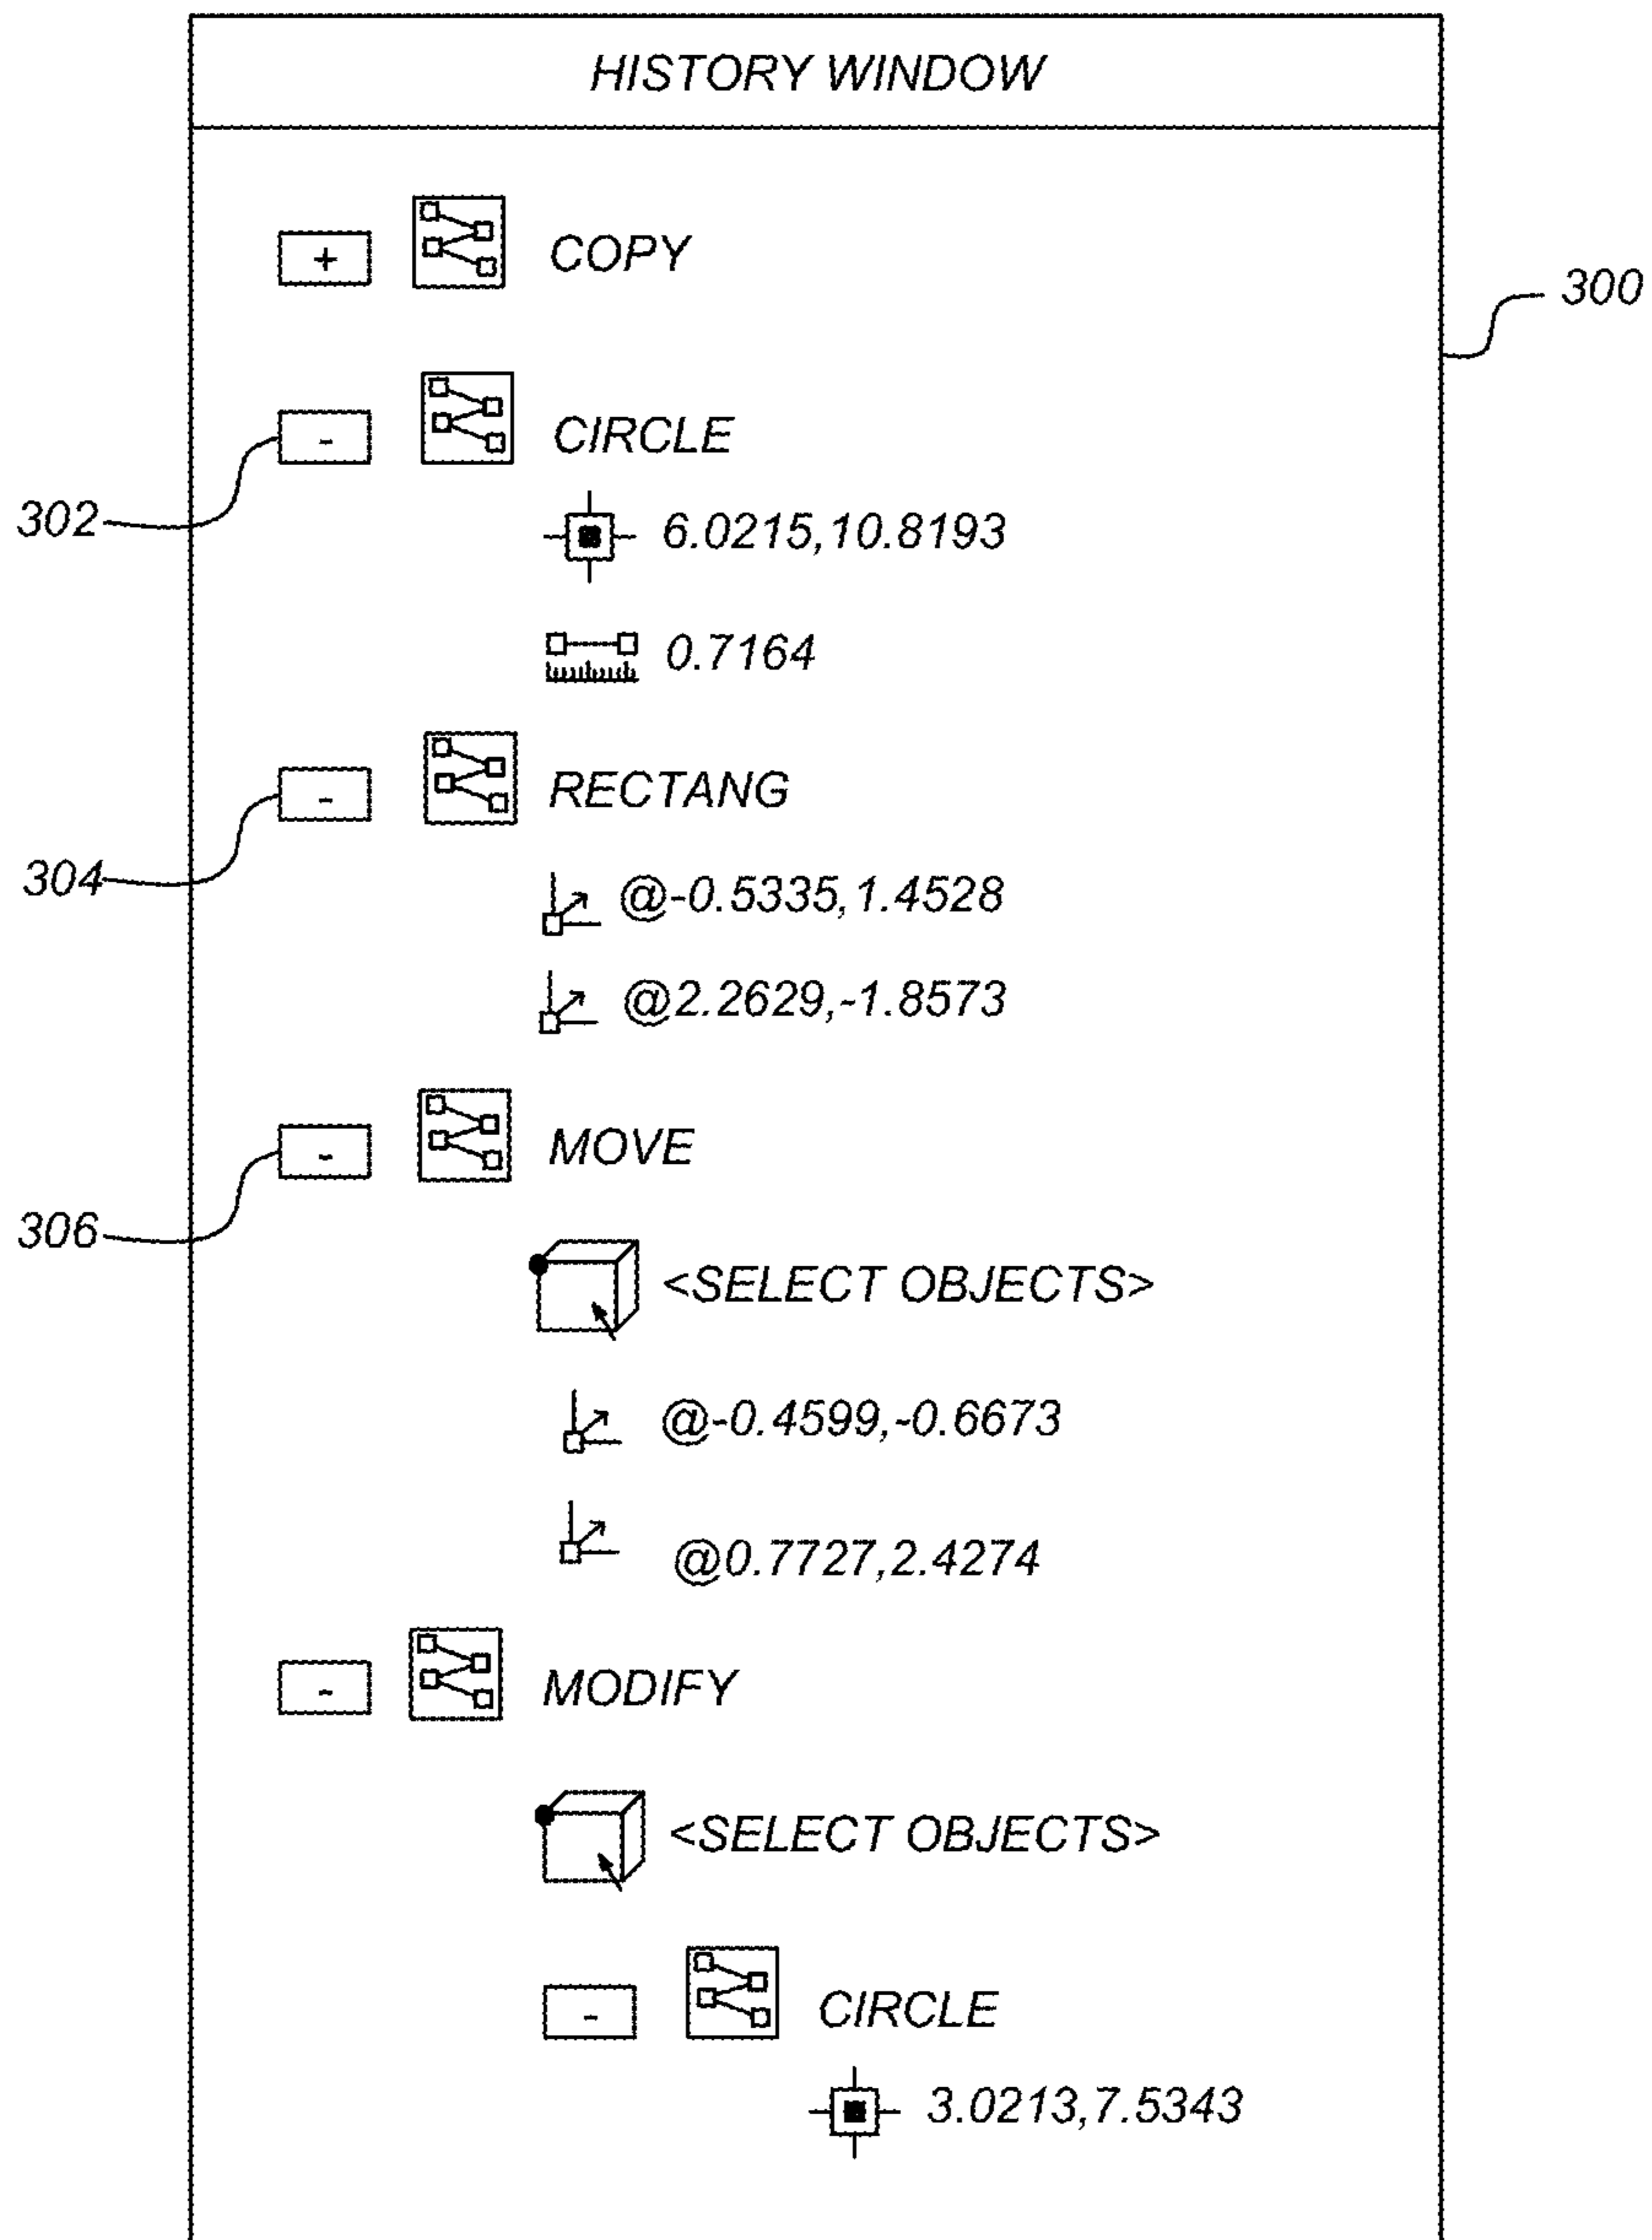 HISTORY WINDOW
+ COPY
300
- CIRCLE
302
6.0215,10.8193
0.7164
- RECTANG
304
@-0.5335,1.4528
@2.2629,-1.8573
- MOVE
306
<SELECT OBJECTS>
@-0.4599,-0.6673
@0.7727,2.4274
- MODIFY
<SELECT OBJECTS>
- CIRCLE
3.0213,7.5343